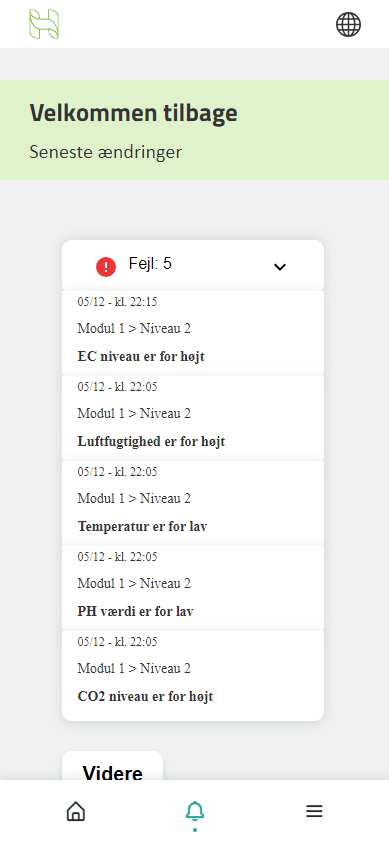 Velkommen tilbage
Seneste ændringer
Fejl: 5
05/12 - kl. 22:15
Modul 1 > Niveau 2
EC niveau er for højt
05/12 - kl. 22:05
Modul 1 > Niveau 2
Luftfugtighed er for højt
05/12 - kl. 22:05
Modul 1 > Niveau 2
Temperatur er for lav
05/12 - kl. 22:05
Modul 1 > Niveau 2
PH værdi er for lav
05/12 - kl. 22:05
Modul 1 > Niveau 2
CO2 niveau er for højt
Videre